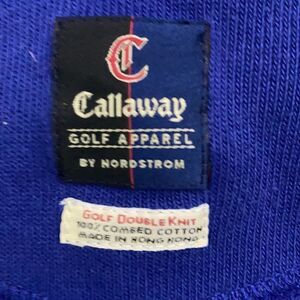 C
Callaway
GOLF APPAREL
BY NORDSTROM
GOLF DOUBLE KNIT
100% COMBED COTTON
MADE IN HONG KONG